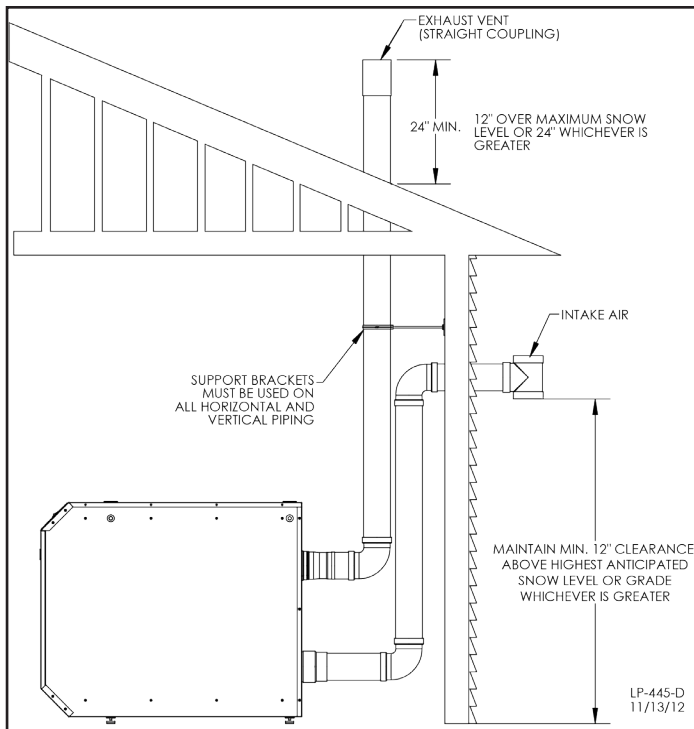 EXHAUST VENT
(STRAIGHT COUPLING)
24" MIN.
12" OVER MAXIMUM SNOW
LEVEL OR 24" WHICHEVER IS
GREATER
INTAKE AIR
SUPPORT BRACKETS
MUST BE USED ON
ALL HORIZONTAL AND
VERTICAL PIPING
MAINTAIN MIN. 12" CLEARANCE
ABOVE HIGHEST ANTICIPATED
SNOW LEVEL OR GRADE
WHICHEVER IS GREATER
LP-445-D
11/13/12